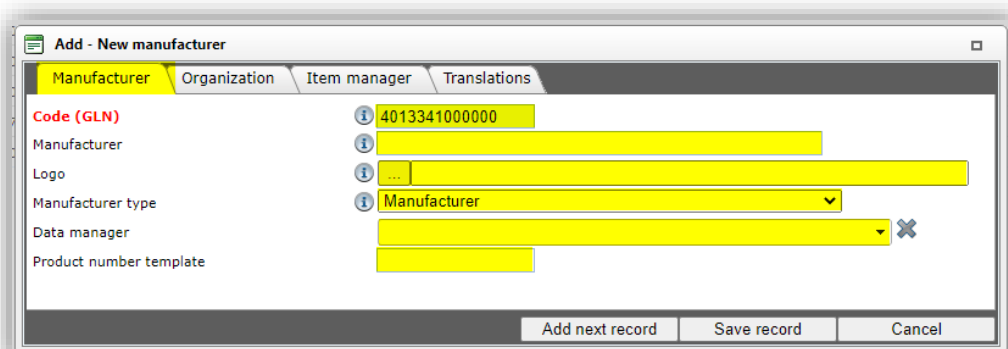 Add - New manufacturer
Manufacturer Organization Item manager Translations
Code (GLN) 4013341000000
Manufacturer
Logo ...
Manufacturer type Manufacturer
Data manager
Product number template
Add next record Save record Cancel